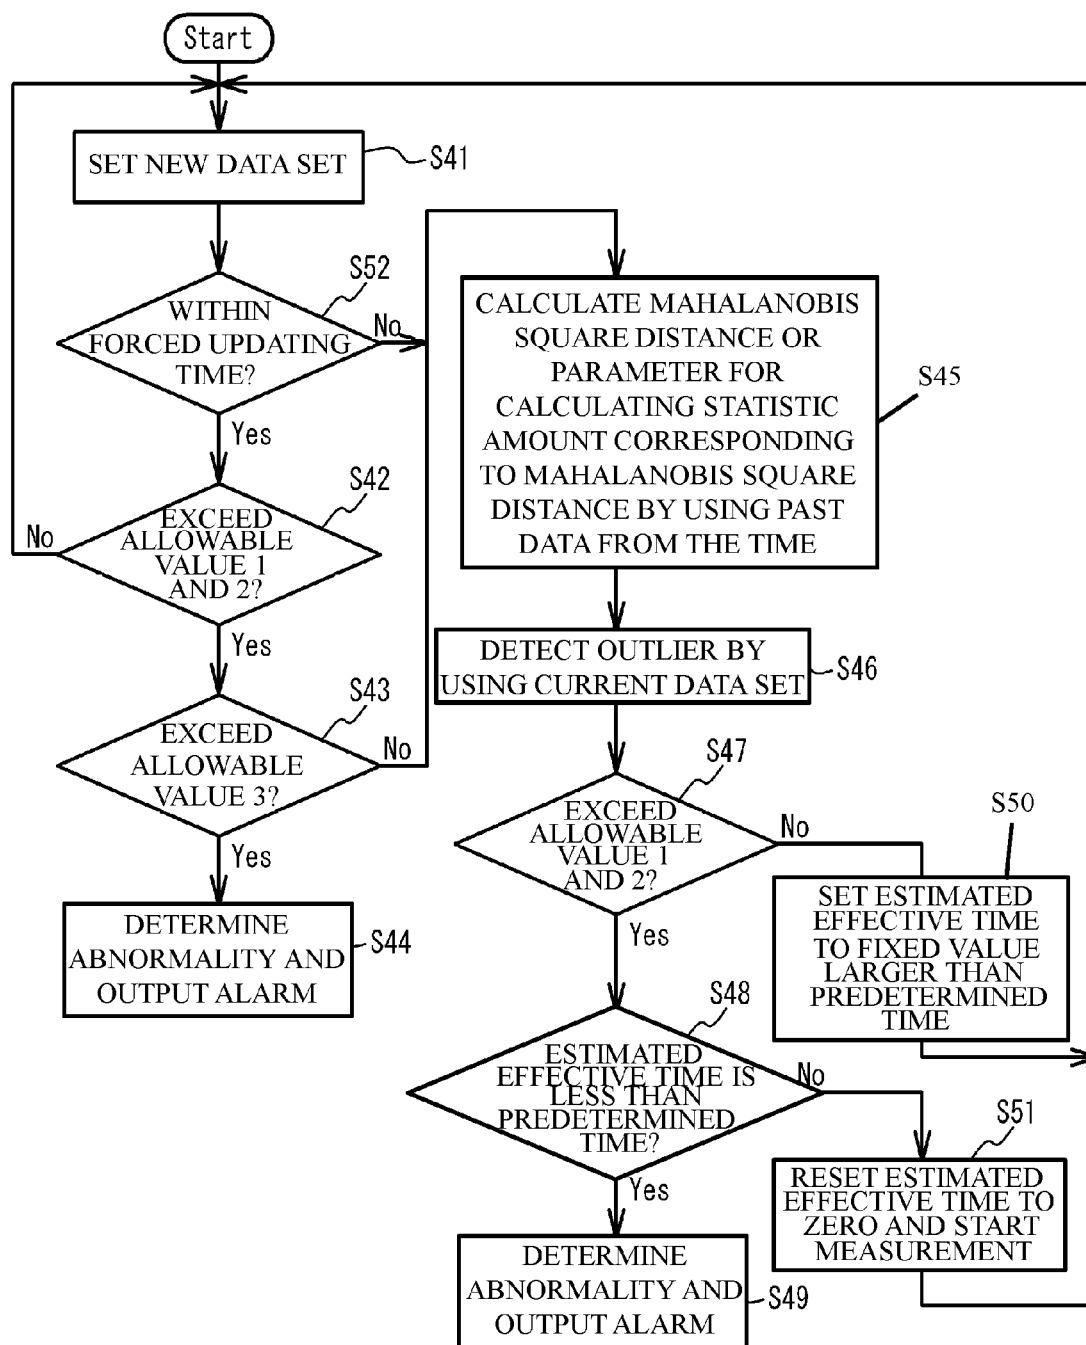 Start
SET NEW DATA SET
S41
S52
WITHIN
FORCED UPDATING
TIME?
No
Yes
S42
EXCEED
ALLOWABLE
VALUE 1
AND 2?
No
Yes
S43
EXCEED
ALLOWABLE
VALUE 3?
No
Yes
DETERMINE
ABNORMALITY AND
OUTPUT ALARM
S44
CALCULATE MAHALANOBIS
SQUARE DISTANCE OR
PARAMETER FOR
CALCULATING STATISTIC
AMOUNT CORRESPONDING
TO MAHALANOBIS SQUARE
DISTANCE BY USING PAST
DATA FROM THE TIME
S45
DETECT OUTLIER BY
USING CURRENT DATA SET
S46
S47
EXCEED
ALLOWABLE
VALUE 1
AND 2?
No
Yes
S50
SET ESTIMATED
EFFECTIVE TIME
TO FIXED VALUE
LARGER THAN
PREDETERMINED
TIME
S48
ESTIMATED
EFFECTIVE TIME IS
LESS THAN
PREDETERMINED
TIME?
No
Yes
S51
RESET ESTIMATED
EFFECTIVE TIME TO
ZERO AND START
MEASUREMENT
DETERMINE
ABNORMALITY AND
OUTPUT ALARM
S49